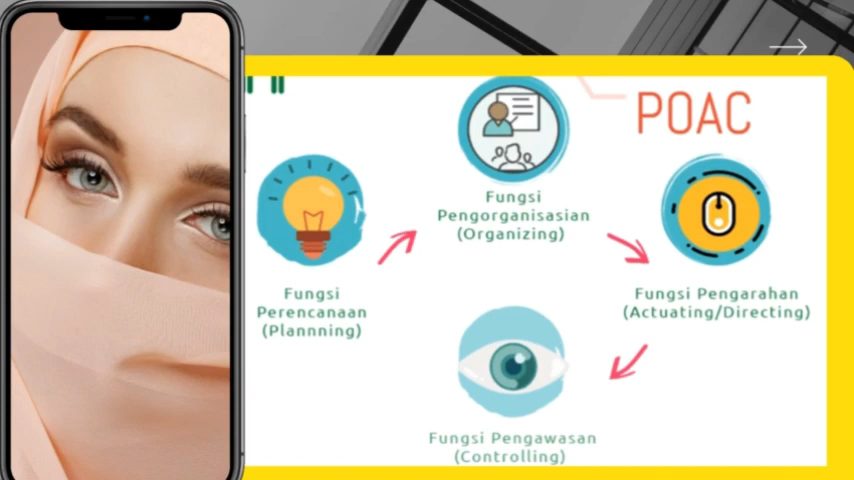 POAC
Fungsi
Pengorganisasian
(Organizing)
Fungsi
Perencanaan
(Plannning)
Fungsi Pengarahan
(Actuating/Directing)
Fungsi Pengawasan
(Controlling)